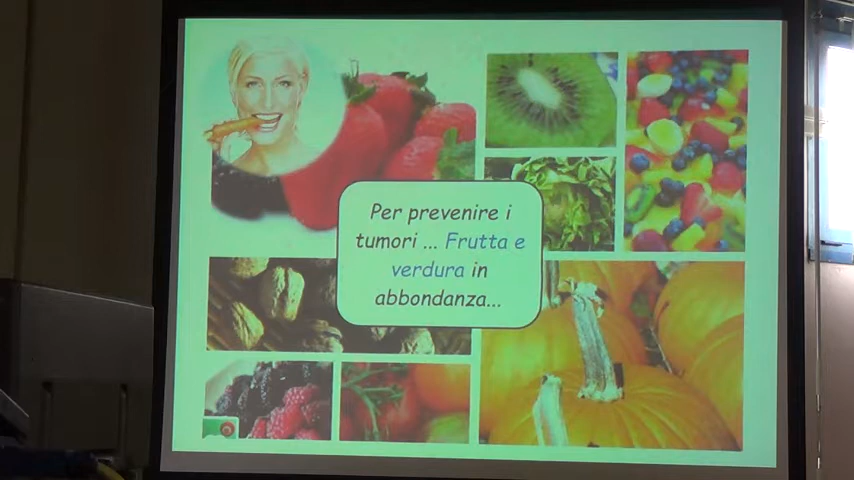 Per prevenire i
tumori ... Frutta e
verdura in
abbondanza...